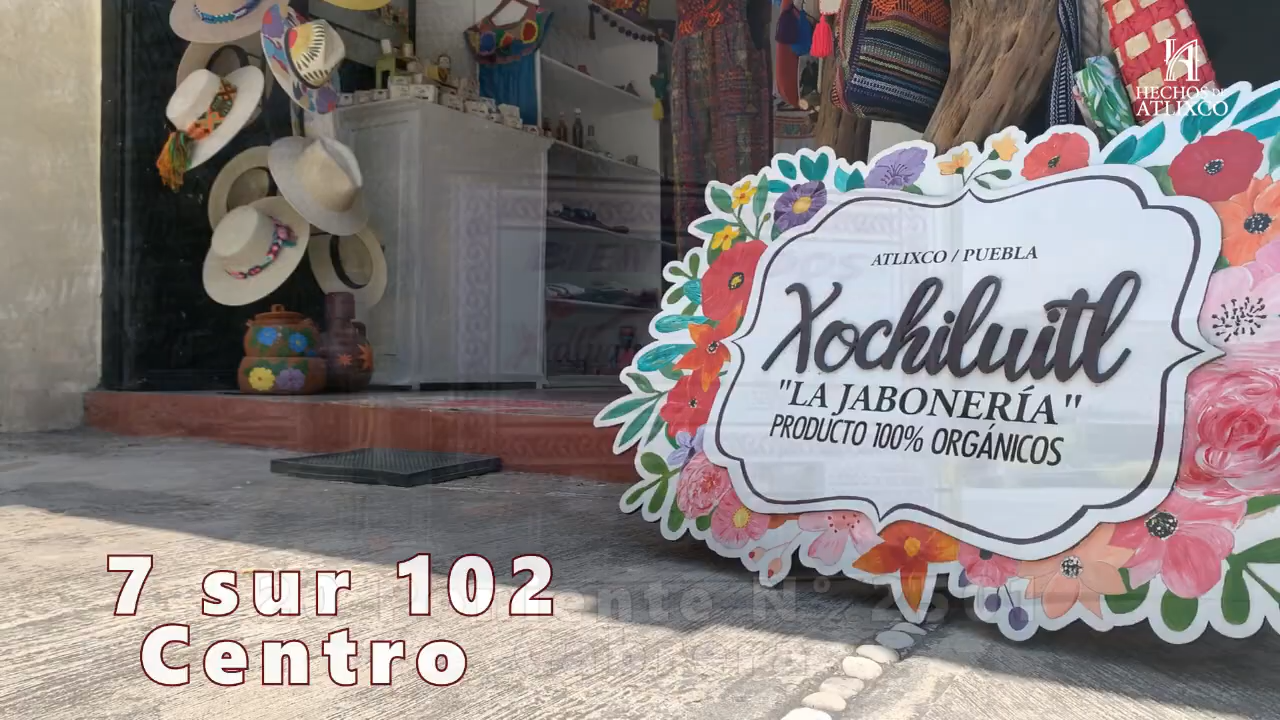 HECHOS DE
ATLIXCO
ATLIXCO / PUEBLA
Xochiluitl
"LA JABONERÍA"
PRODUCTO 100% ORGÁNICOS
7 sur 102
Centro